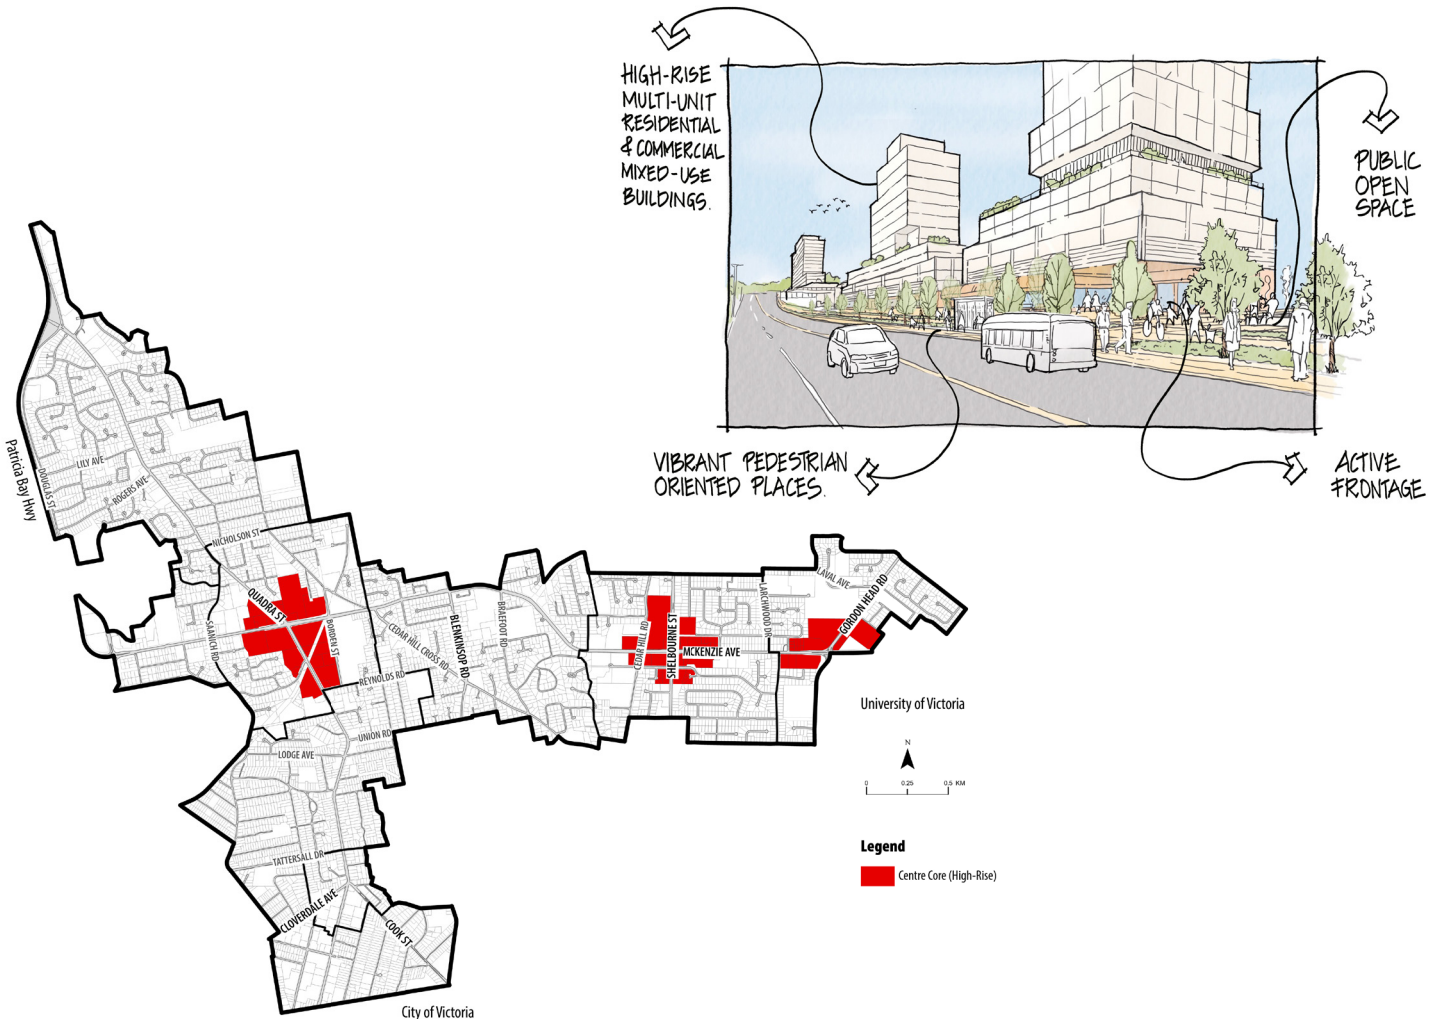 HIGH-RISE
MULTI-UNIT
RESIDENTIAL
& COMMERCIAL
MIXED-USE
BUILDINGS.
PUBLIC
OPEN
SPACE
VIBRANT PEDESTRIAN
ORIENTED PLACES.
ACTIVE
FRONTAGE
Patricia Bay Hwy
DOUGLAS ST
LILY AVE
ROGERS AVE
NICHOLSON ST
QUADRA ST
SAANICH RD
BORDEN ST
CEDAR HILL CROSS RD
REYNOLDS RD
BLENKINSOP RD
BRAEFOOT RD
CEDAR HILL RD
SHELBOURNE ST
MCKENZIE AVE
LARCHWOOD DR
LAVAL AVE
GORDON HEAD RD
UNION RD
LODGE AVE
TATTERSALL DR
CLOVERDALE AVE
COOK ST
University of Victoria
City of Victoria
N
0 0.25 0.5 KM
Legend
Centre Core (High-Rise)